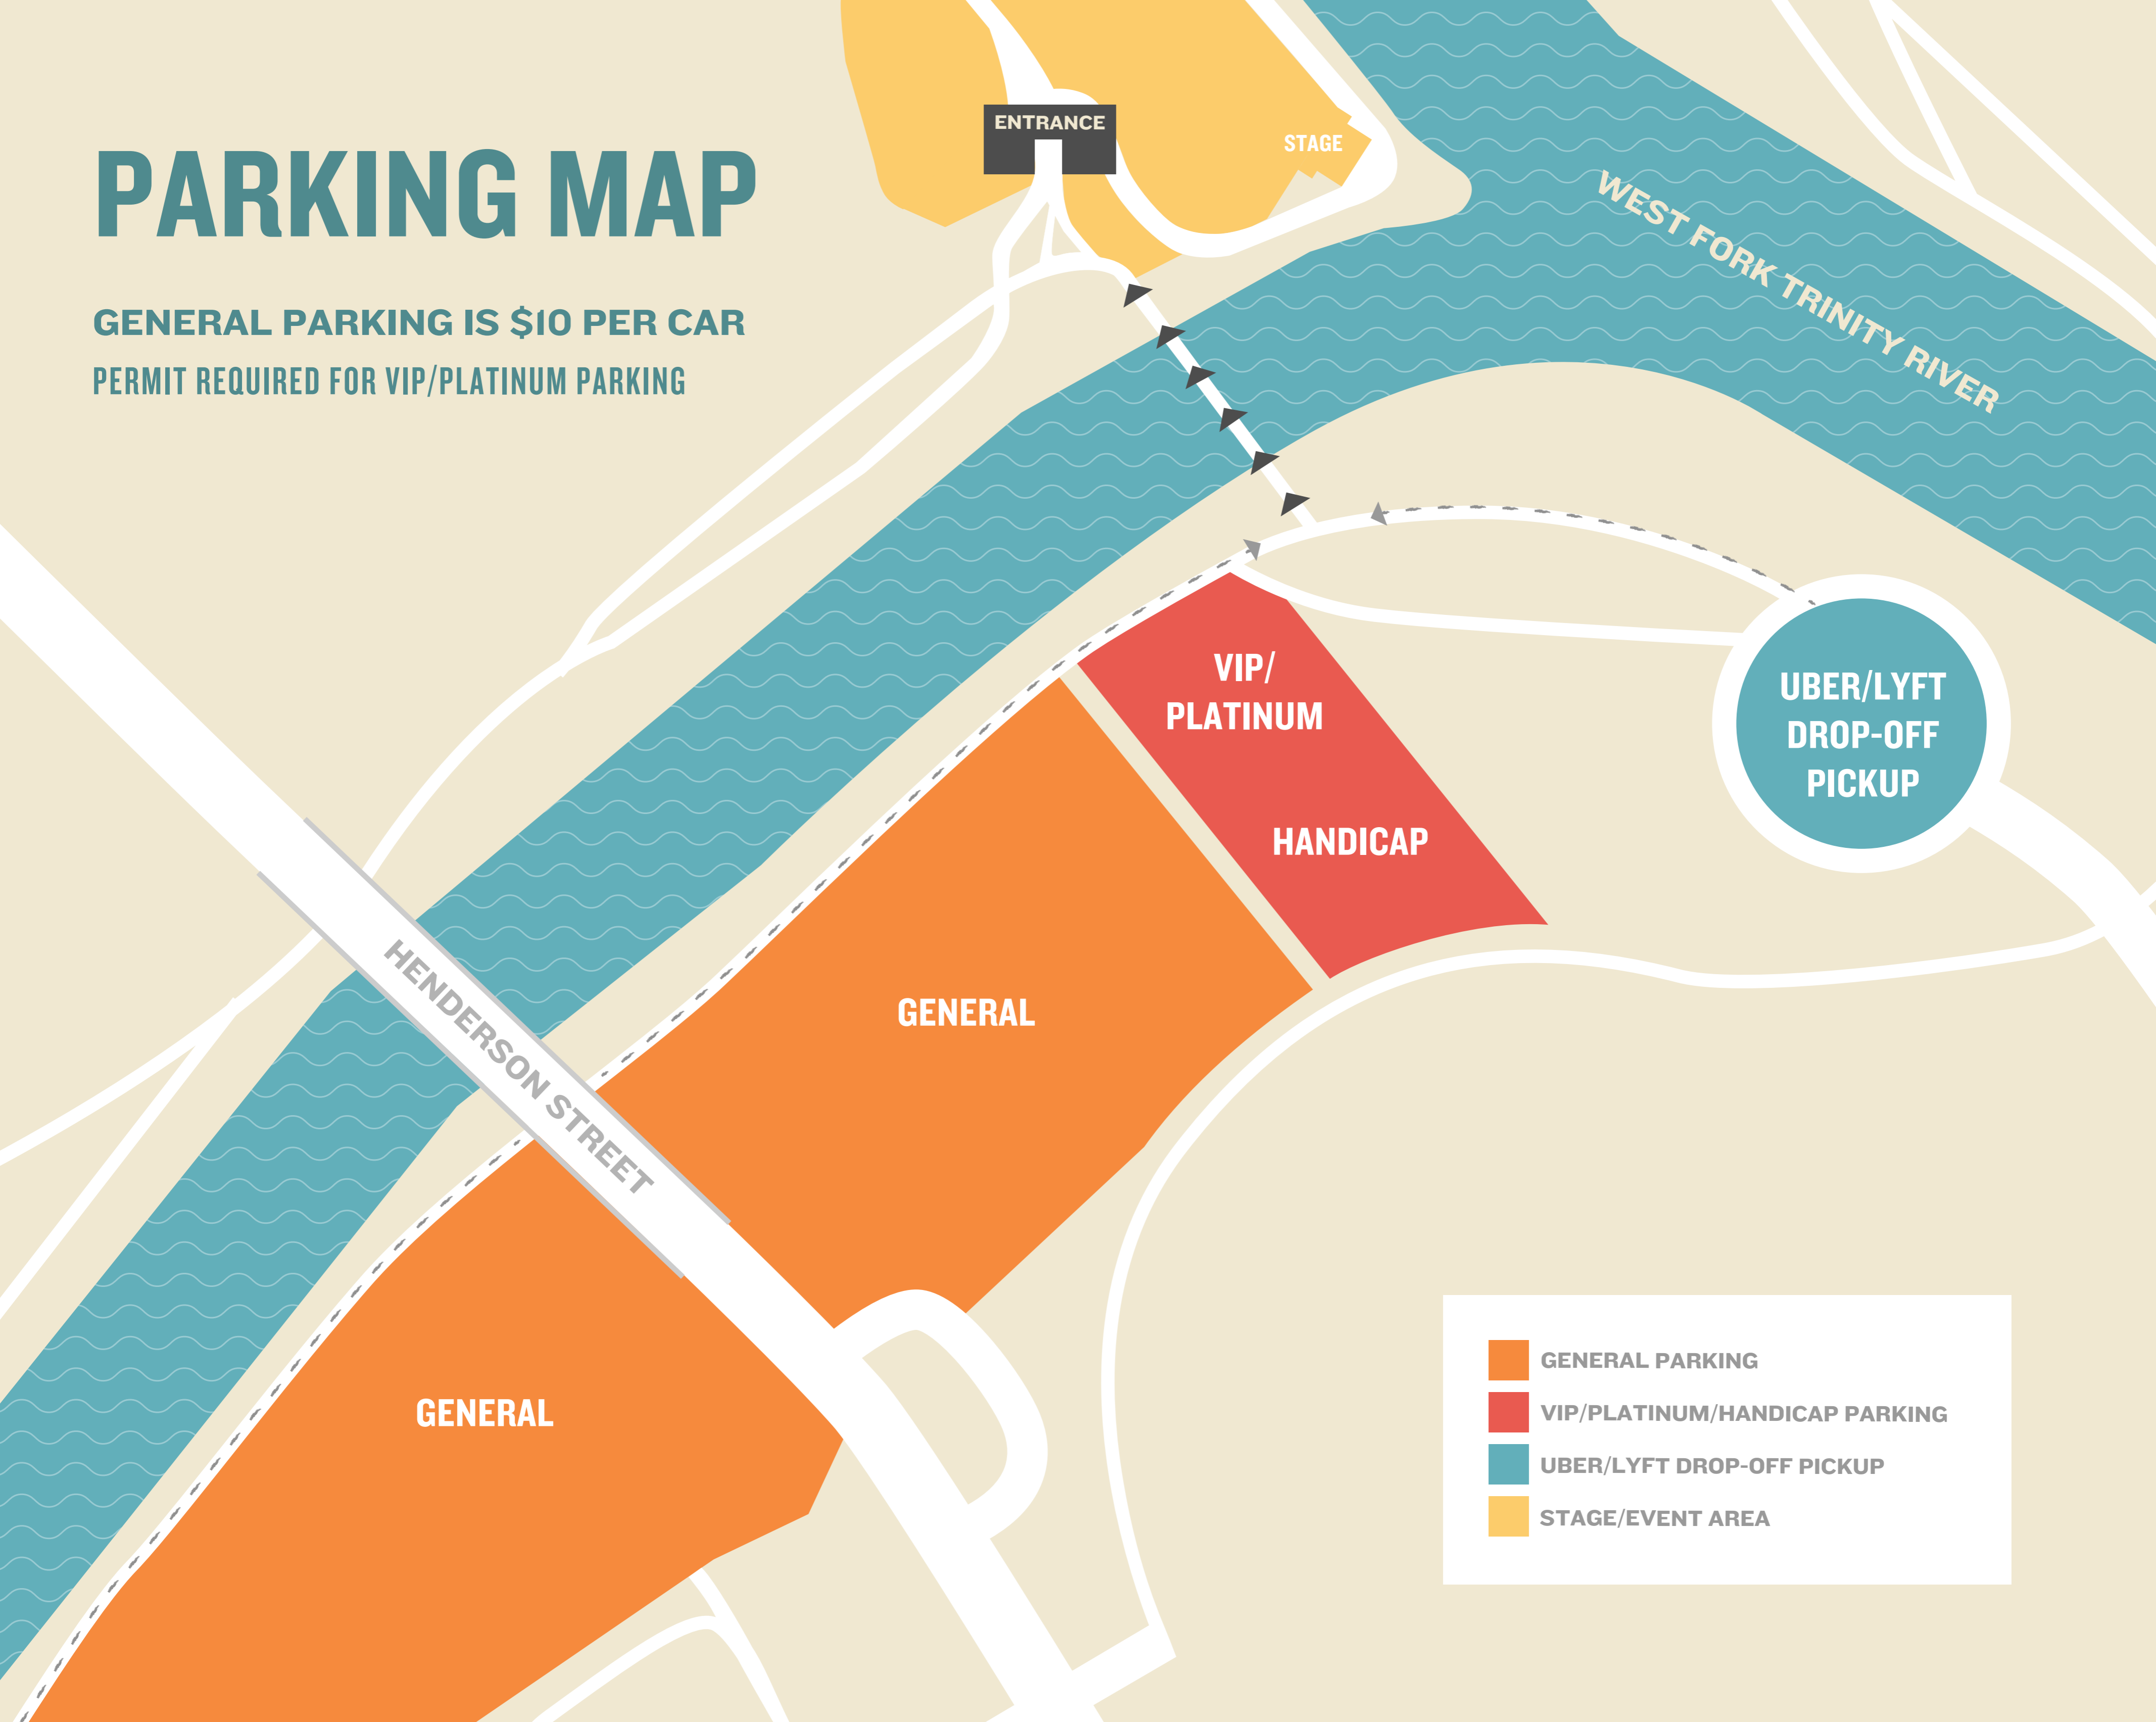 PARKING MAP
GENERAL PARKING IS $10 PER CAR
PERMIT REQUIRED FOR VIP/PLATINUM PARKING
ENTRANCE
STAGE
WEST FORK TRINITY RIVER
VIP/
PLATINUM
HANDICAP
UBER/LYFT
DROP-OFF
PICKUP
GENERAL
HENDERSON STREET
GENERAL
GENERAL PARKING
VIP/PLATINUM/HANDICAP PARKING
UBER/LYFT DROP-OFF PICKUP
STAGE/EVENT AREA